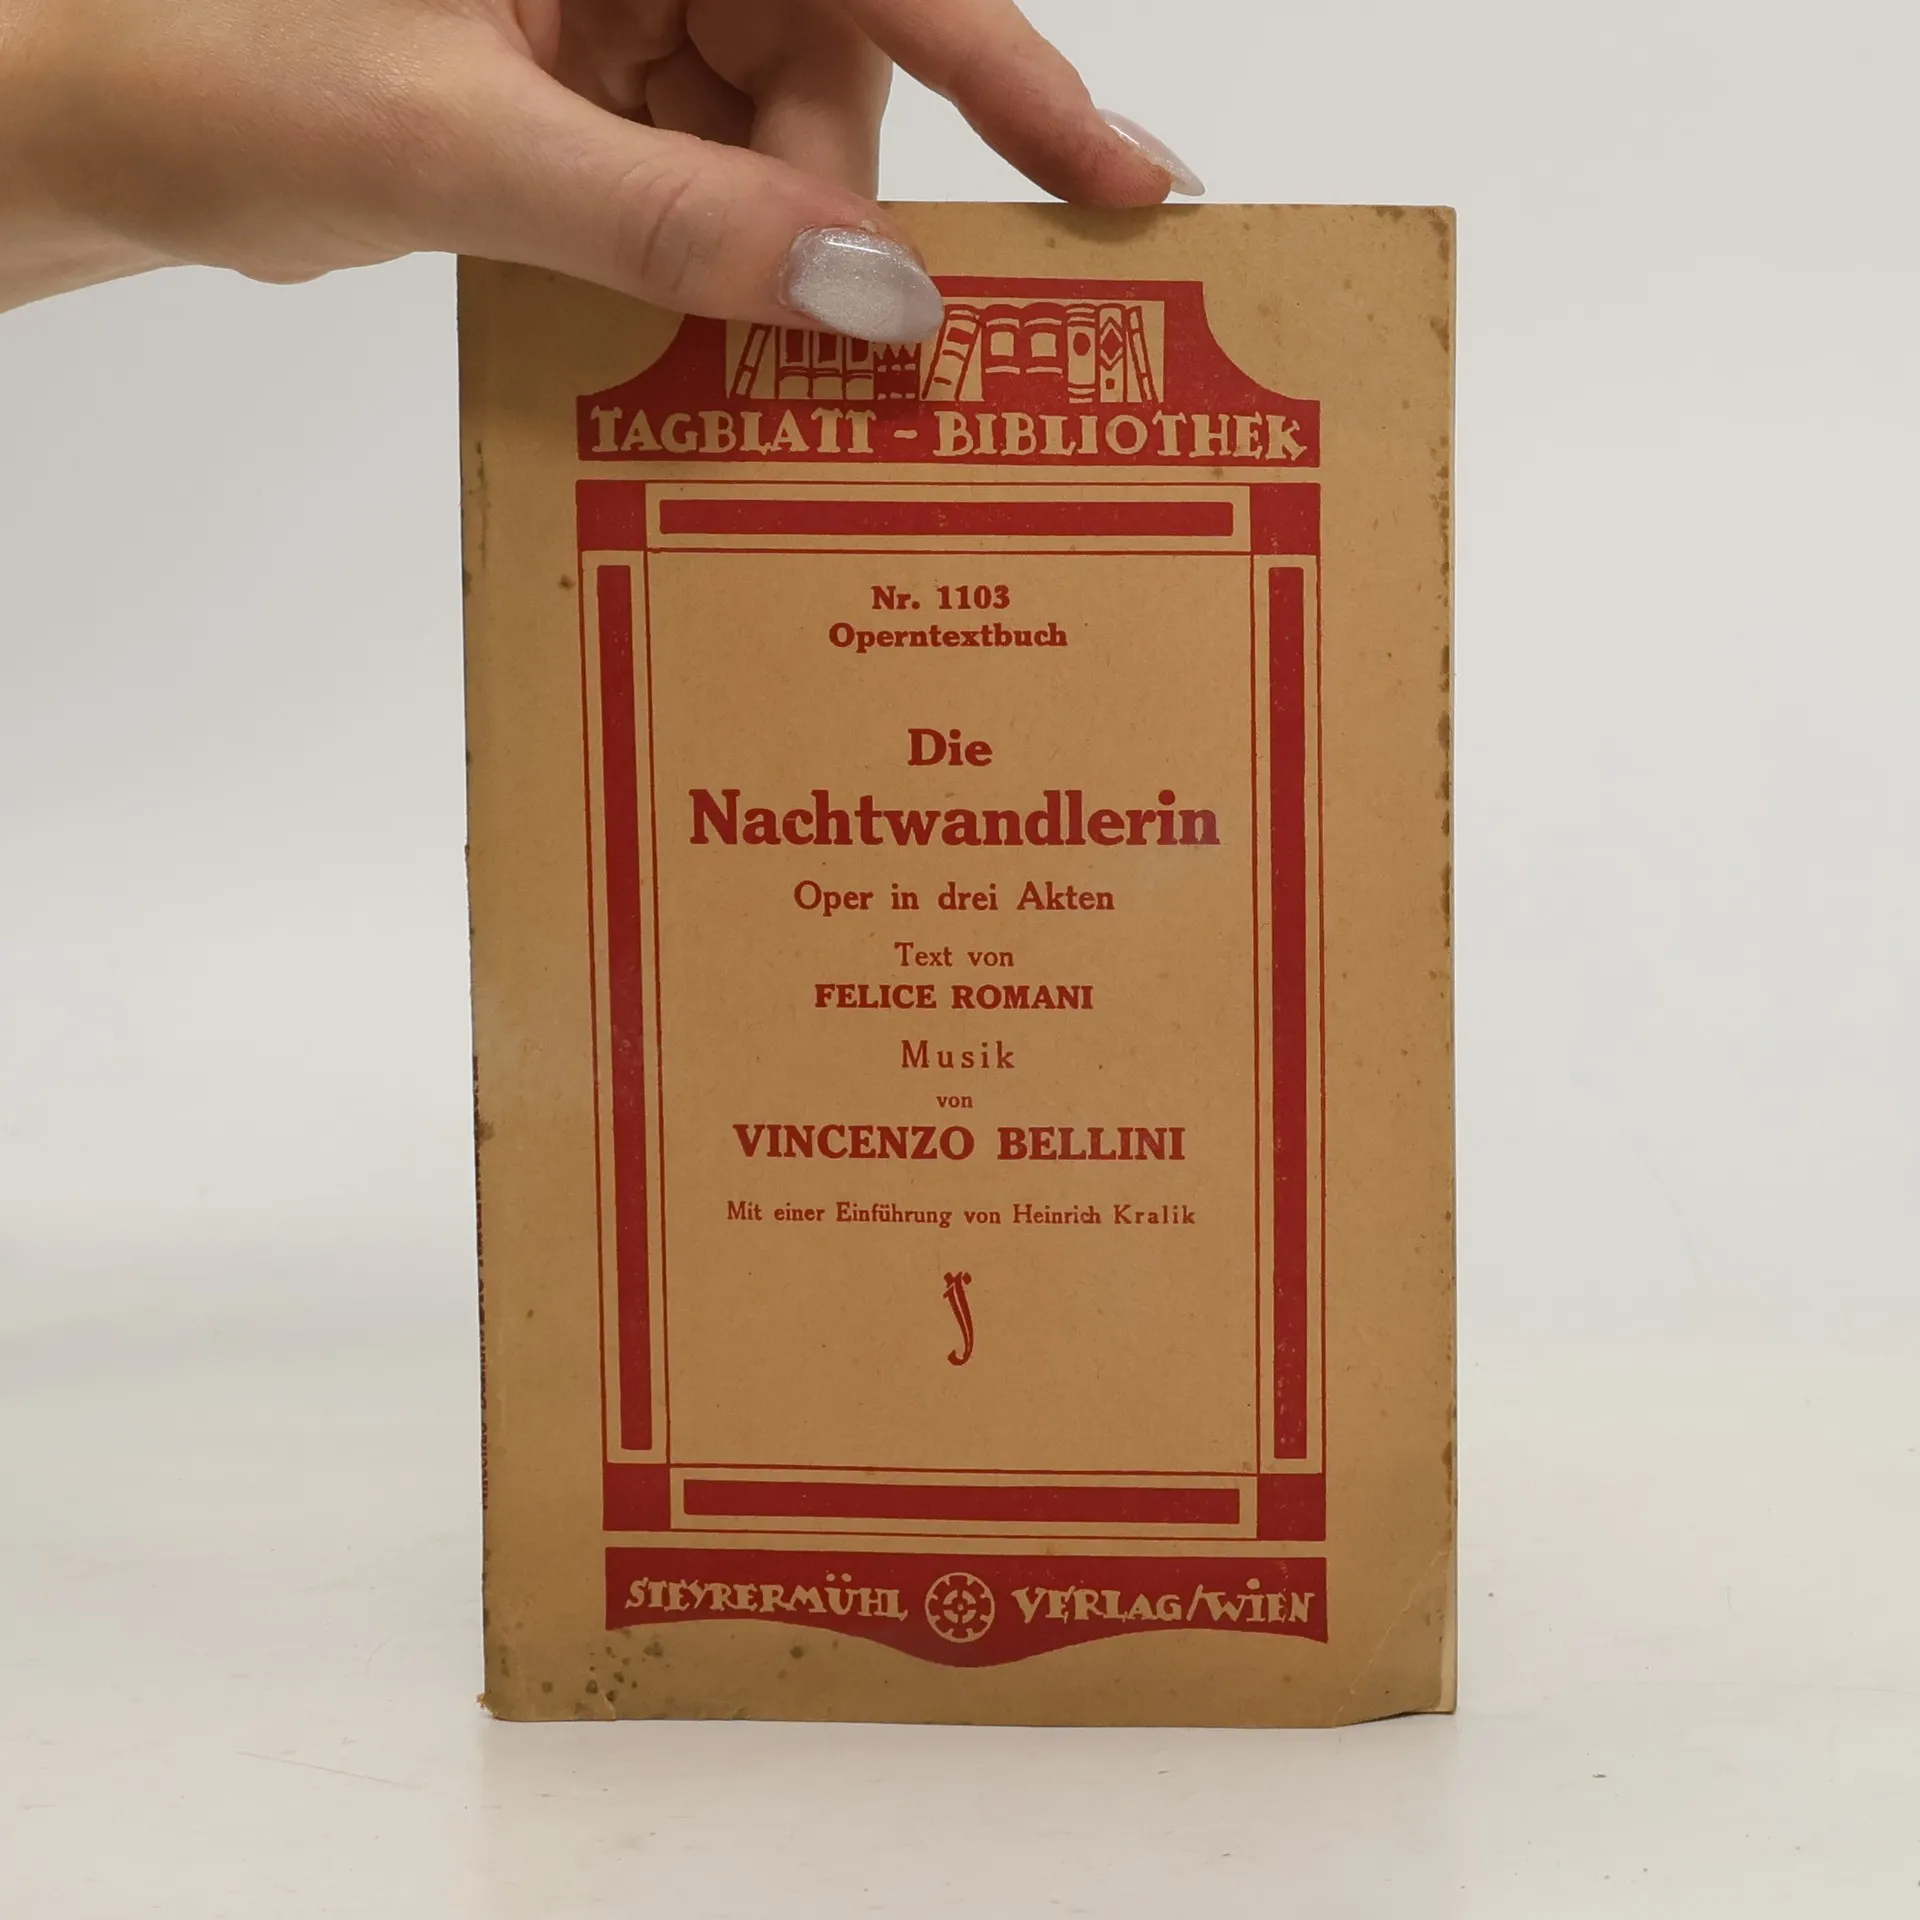 TAGBLATT-BIBLIOTHEK
Nr. 1103
Operntextbuch
Die
Nachtwandlerin
Oper in drei Akten
Text von
FELICE ROMANI
Musik
von
VINCENZO BELLINI
Mit einer Einführung von Heinrich Kralik
STEYRERMÜHL VERLAG/WIEN